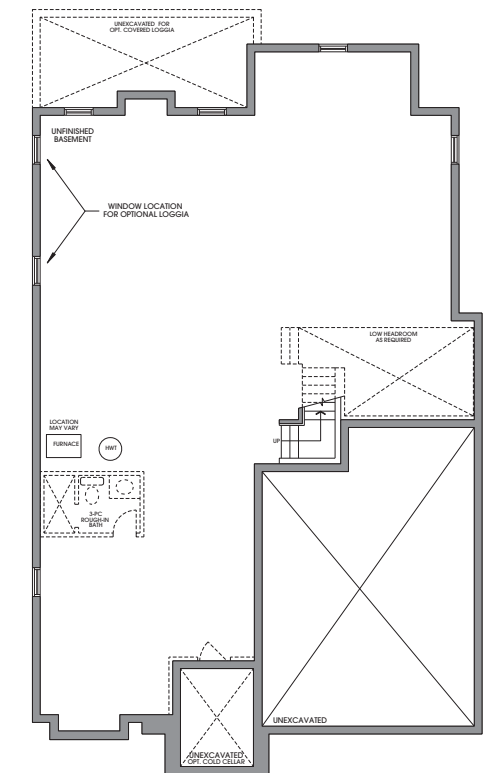 UNEXCAVATED FOR
OPT. COVERED LOGGIA
UNFINISHED
BASEMENT
WINDOW LOCATION
FOR OPTIONAL LOGGIA
LOW HEADROOM
AS REQUIRED
LOCATION
MAY VARY
FURNACE
HWT
UP
3-PC
ROUGH-IN
BATH
UNEXCAVATED
UNEXCAVATED
OPT. COLD CELLAR